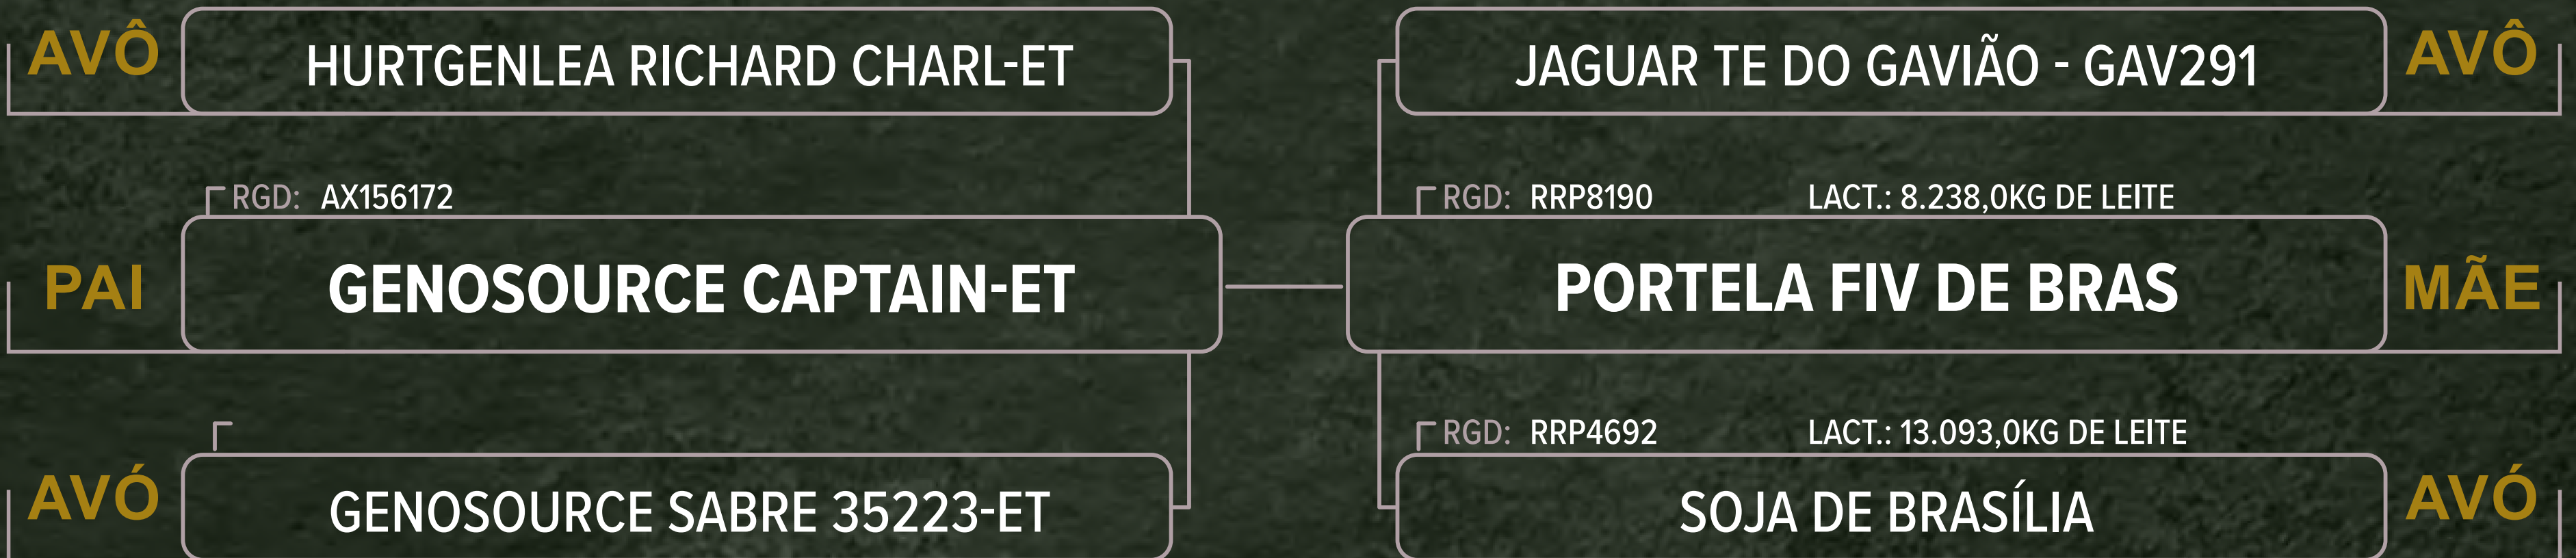 AVÔ
HURTGENLEA RICHARD CHARL-ET
RGD: AX156172
PAI
GENOSOURCE CAPTAIN-ET
AVÓ
GENOSOURCE SABRE 35223-ET
JAGUAR TE DO GAVIÃO - GAV291
AVÔ
RGD: RRP8190 LACT.: 8.238,0KG DE LEITE
PORTELA FIV DE BRAS
MÃE
RGD: RRP4692 LACT.: 13.093,0KG DE LEITE
SOJA DE BRASÍLIA
AVÓ